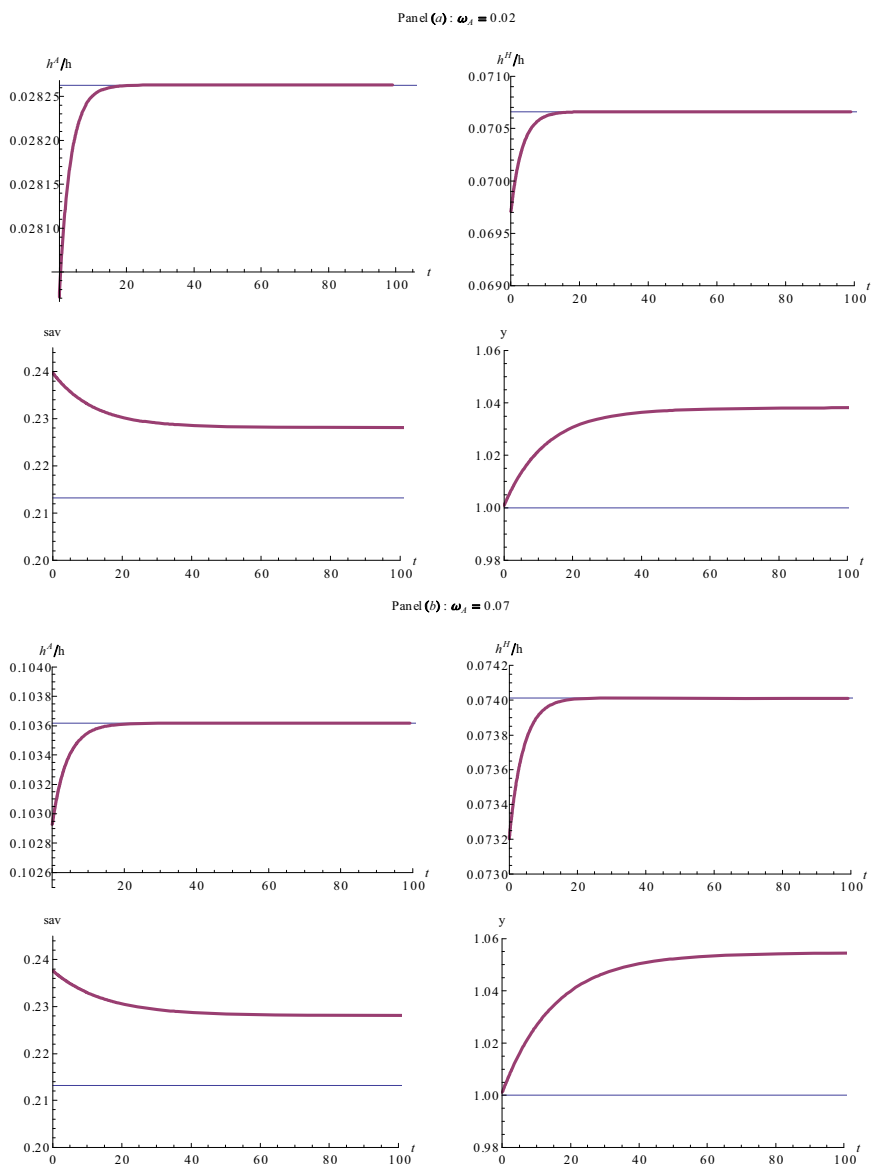 Panel (a) : ω_A = 0.02
h^A/h
0.02825
0.02820
0.02815
0.02810
20 40 60 80 100 t
h^H/h
0.0710
0.0705
0.0700
0.0695
0.0690
0 20 40 60 80 100 t
sav
0.24
0.23
0.22
0.21
0.20
0 20 40 60 80 100 t
y
1.06
1.04
1.02
1.00
0.98
0 20 40 60 80 100 t
Panel (b) : ω_A = 0.07
h^A/h
0.1040
0.1038
0.1036
0.1034
0.1032
0.1030
0.1028
0.1026
0 20 40 60 80 100 t
h^H/h
0.0742
0.0740
0.0738
0.0736
0.0734
0.0732
0.0730
0 20 40 60 80 100 t
sav
0.24
0.23
0.22
0.21
0.20
0 20 40 60 80 100 t
y
1.06
1.04
1.02
1.00
0.98
0 20 40 60 80 100 t